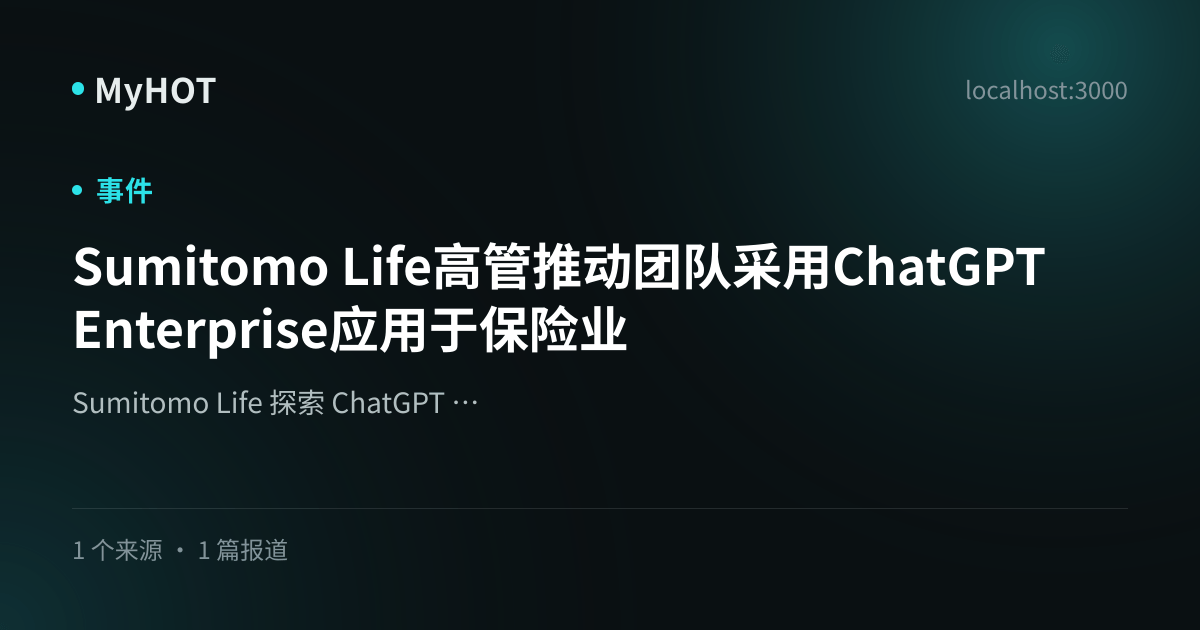 MyHOT
localhost:3000
事件
Sumitomo Life高管推动团队采用ChatGPT
Enterprise应用于保险业
Sumitomo Life 探索 ChatGPT …
1 个来源 · 1 篇报道